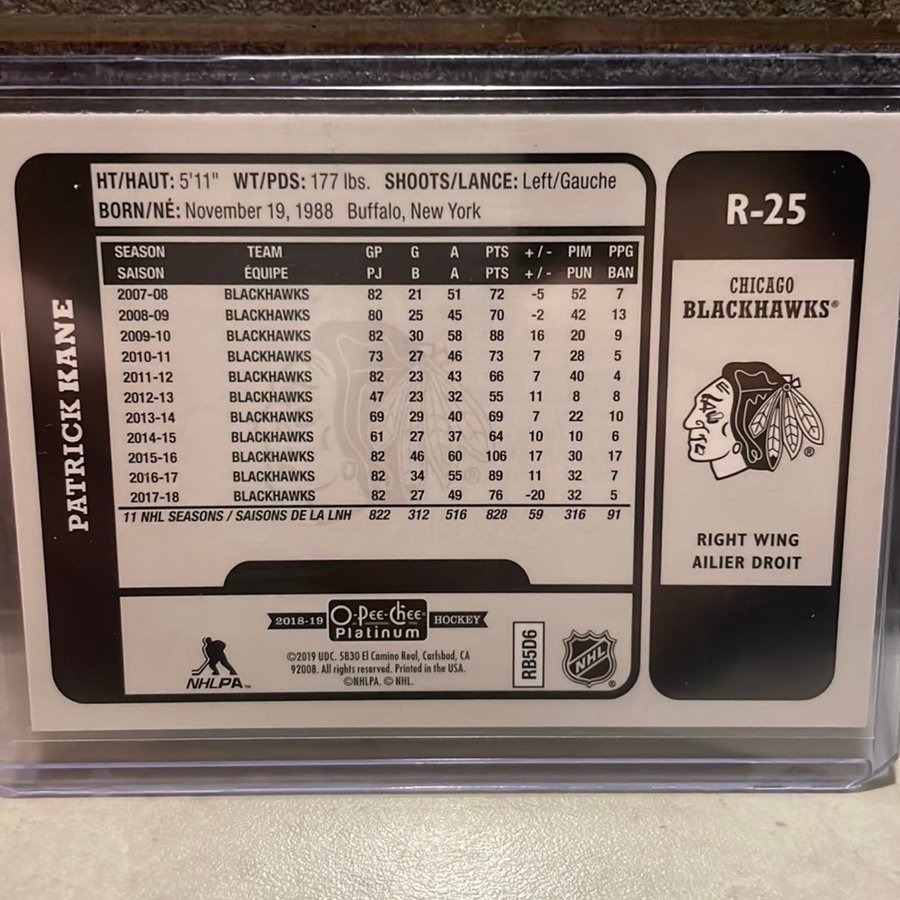 PATRICK KANE
HT/HAUT: 5'11" WT/PDS: 177 lbs. SHOOTS/LANCE: Left/Gauche
BORN/NÉ: November 19, 1988 Buffalo, New York
SEASON TEAM GP G A PTS +/- PIM PPG
SAISON ÉQUIPE PJ B A PTS +/- PUN BAN
2007-08 BLACKHAWKS 82 21 51 72 -5 52 7
2008-09 BLACKHAWKS 80 25 45 70 -2 42 13
2009-10 BLACKHAWKS 82 30 58 88 16 20 9
2010-11 BLACKHAWKS 73 27 46 73 7 28 5
2011-12 BLACKHAWKS 82 23 43 66 7 40 4
2012-13 BLACKHAWKS 47 23 32 55 11 8 8
2013-14 BLACKHAWKS 69 29 40 69 7 22 10
2014-15 BLACKHAWKS 61 27 37 64 10 10 6
2015-16 BLACKHAWKS 82 46 60 106 17 30 17
2016-17 BLACKHAWKS 82 34 55 89 11 32 7
2017-18 BLACKHAWKS 82 27 49 76 -20 32 5
11 NHL SEASONS / SAISONS DE LA LNH 822 312 516 828 59 316 91
2018-19 O-Pee-Chee® HOCKEY
Platinum
©2019 UDC. 5830 El Camino Real, Carlsbad, CA
92008. All rights reserved. Printed in the USA.
©NHLPA. © NHL.
NHLPA™
RB5D6
NHL ®
R-25
CHICAGO
BLACKHAWKS®
®
RIGHT WING
AILIER DROIT